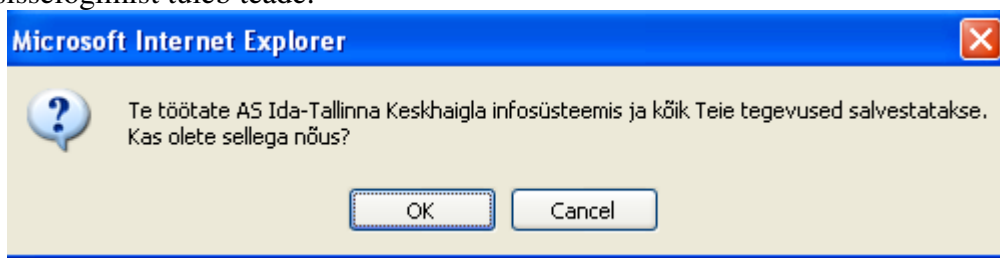 sisselogimist tuleb teade:
Microsoft Internet Explorer
Te töötate AS Ida-Tallinna Keskhaigla infosüsteemis ja kõik Teie tegevused salvestatakse.
Kas olete sellega nõus?
OK Cancel